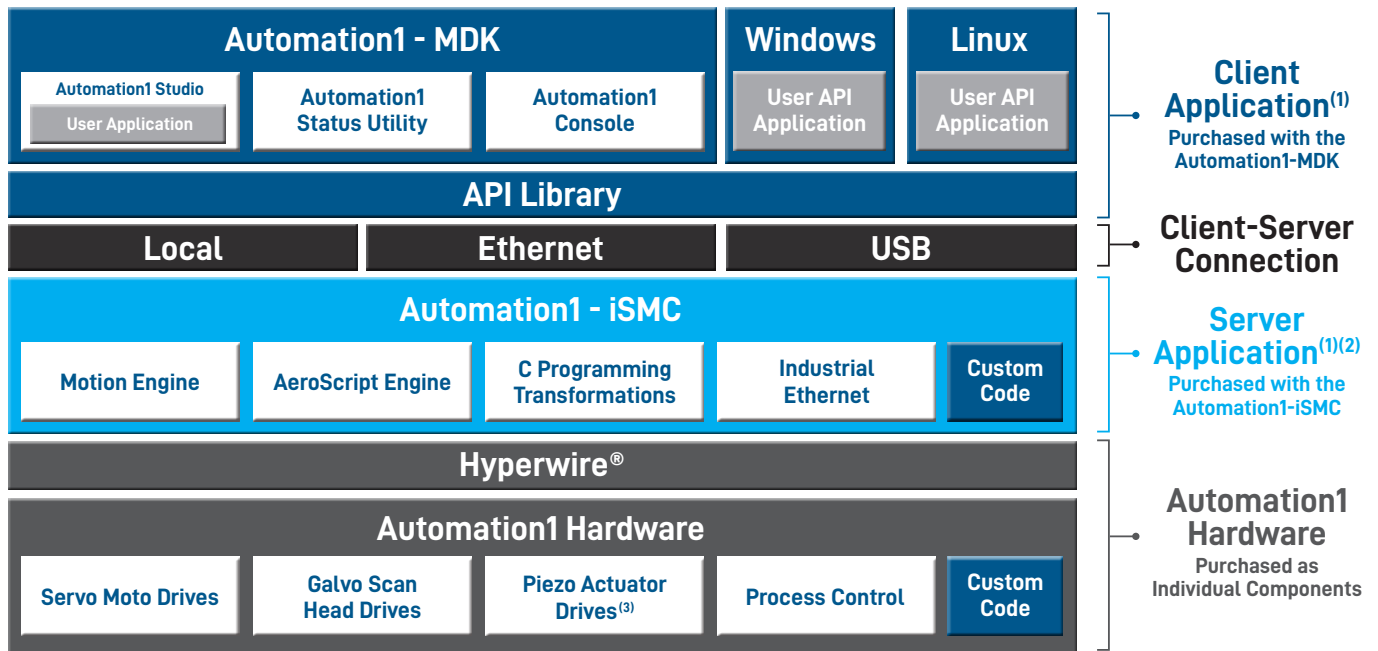 Automation1 - MDK
Automation1 Studio
User Application
Automation1
Status Utility
Automation1
Console
Windows
User API
Application
Linux
User API
Application
Client
Application(1)
Purchased with the
Automation1-MDK
API Library
Local
Ethernet
USB
Client-Server
Connection
Automation1 - iSMC
Motion Engine
AeroScript Engine
C Programming
Transformations
Industrial
Ethernet
Custom
Code
Server
Application(1)(2)
Purchased with the
Automation1-iSMC
Hyperwire®
Automation1 Hardware
Servo Moto Drives
Galvo Scan
Head Drives
Piezo Actuator
Drives(3)
Process Control
Custom
Code
Automation1
Hardware
Purchased as
Individual Components